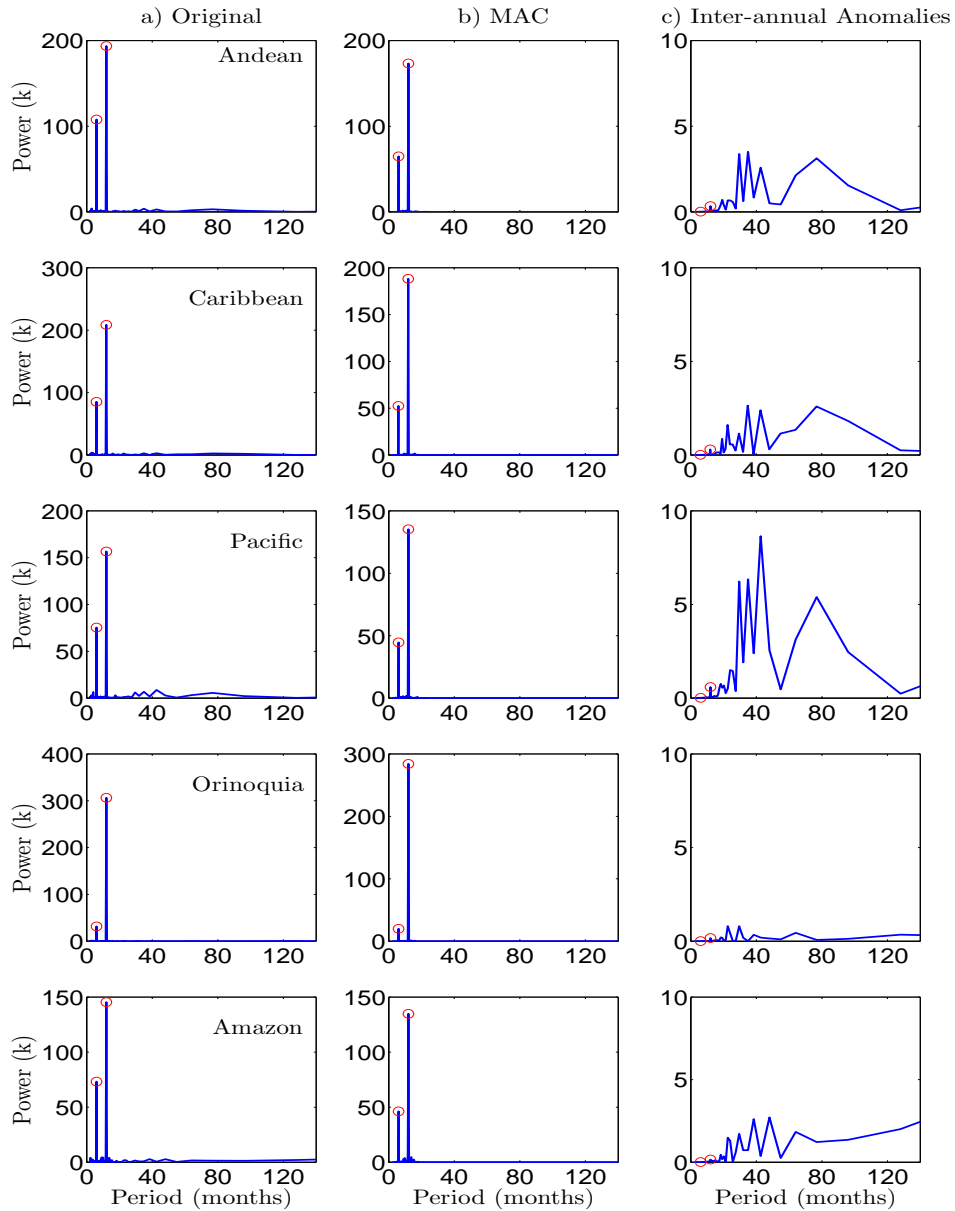 a) Original b) MAC c) Inter-annual Anomalies
Andean
Power (k)
200
100
0
0 40 80 120
200
100
0
0 40 80 120
10
5
0
0 40 80 120
Caribbean
Power (k)
300
200
100
0
0 40 80 120
200
150
100
50
0
0 40 80 120
10
5
0
0 40 80 120
Pacific
Power (k)
200
150
100
50
0
0 40 80 120
150
100
50
0
0 40 80 120
10
5
0
0 40 80 120
Orinoquia
Power (k)
400
300
200
100
0
0 40 80 120
300
200
100
0
0 40 80 120
10
5
0
0 40 80 120
Amazon
Power (k)
150
100
50
0
0 40 80 120
Period (months)
150
100
50
0
0 40 80 120
Period (months)
10
5
0
0 40 80 120
Period (months)